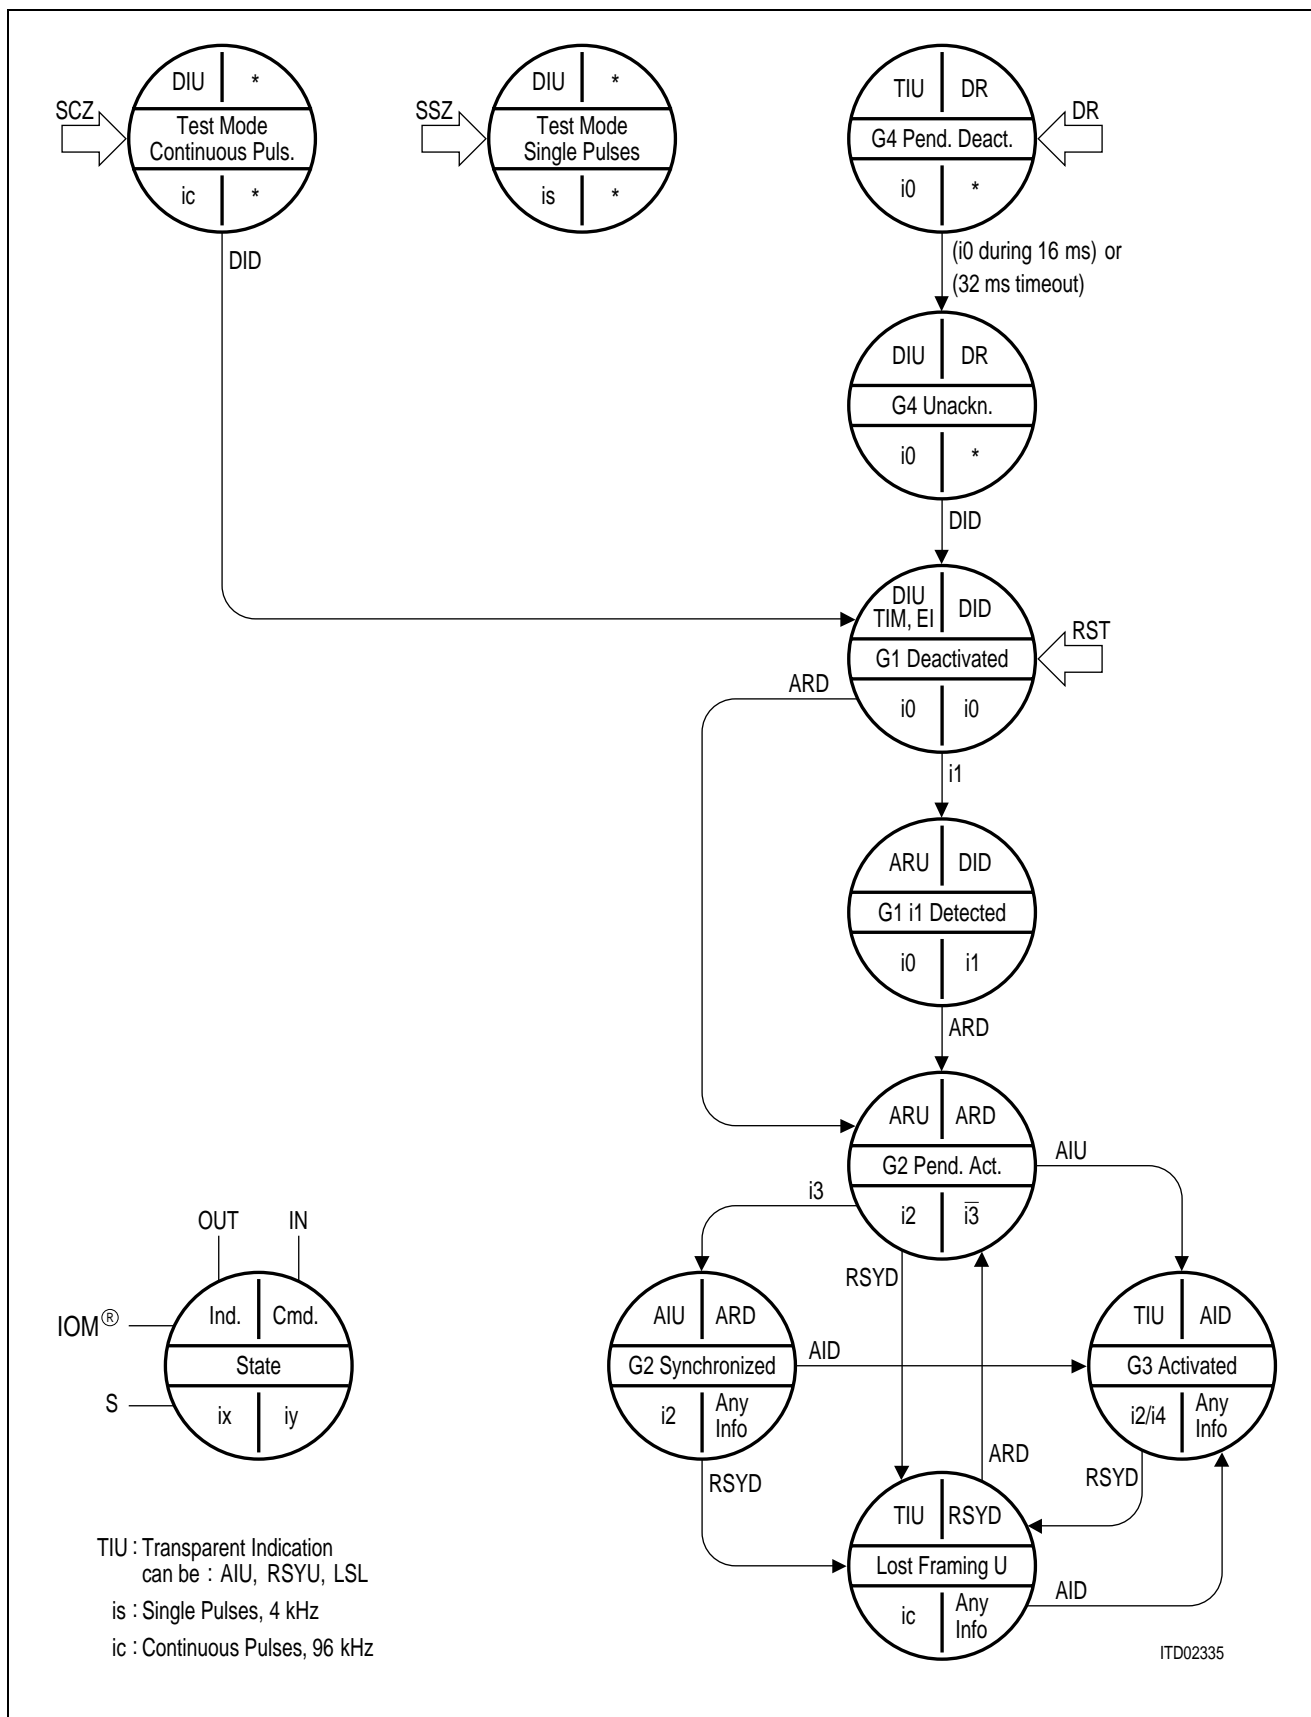 DIU *
SCZ
Test Mode
Continuous Puls.
ic *
DID
DIU *
SSZ
Test Mode
Single Pulses
is *
TIU DR
DR
G4 Pend. Deact.
i0 *
(i0 during 16 ms) or
(32 ms timeout)
DIU DR
G4 Unackn.
i0 *
DID
DIU
TIM, EI DID
RST
G1 Deactivated
ARD
i0 i0
i1
ARU DID
G1 i1 Detected
i0 i1
ARD
ARU ARD
AIU
G2 Pend. Act.
i3
i2 i3̅
RSYD
AIU ARD
AID
G2 Synchronized
i2 Any
Info
RSYD
TIU AID
G3 Activated
i2/i4 Any
Info
ARD
RSYD
TIU RSYD
Lost Framing U
AID
ic Any
Info
OUT IN
Ind. Cmd.
IOM®
State
S
ix iy
TIU : Transparent Indication
can be : AIU, RSYU, LSL
is : Single Pulses, 4 kHz
ic : Continuous Pulses, 96 kHz
ITD02335